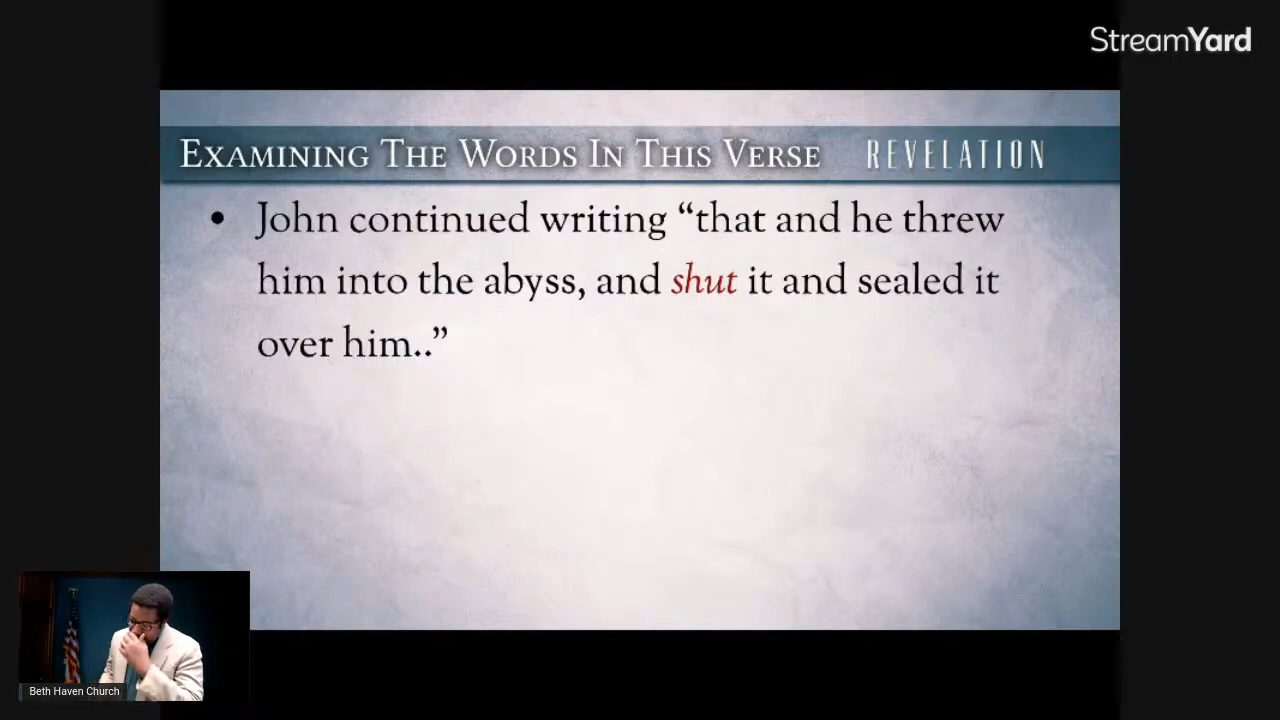 StreamYard
EXAMINING THE WORDS IN THIS VERSE REVELATION
• John continued writing “that and he threw
him into the abyss, and shut it and sealed it
over him..”
Beth Haven Church